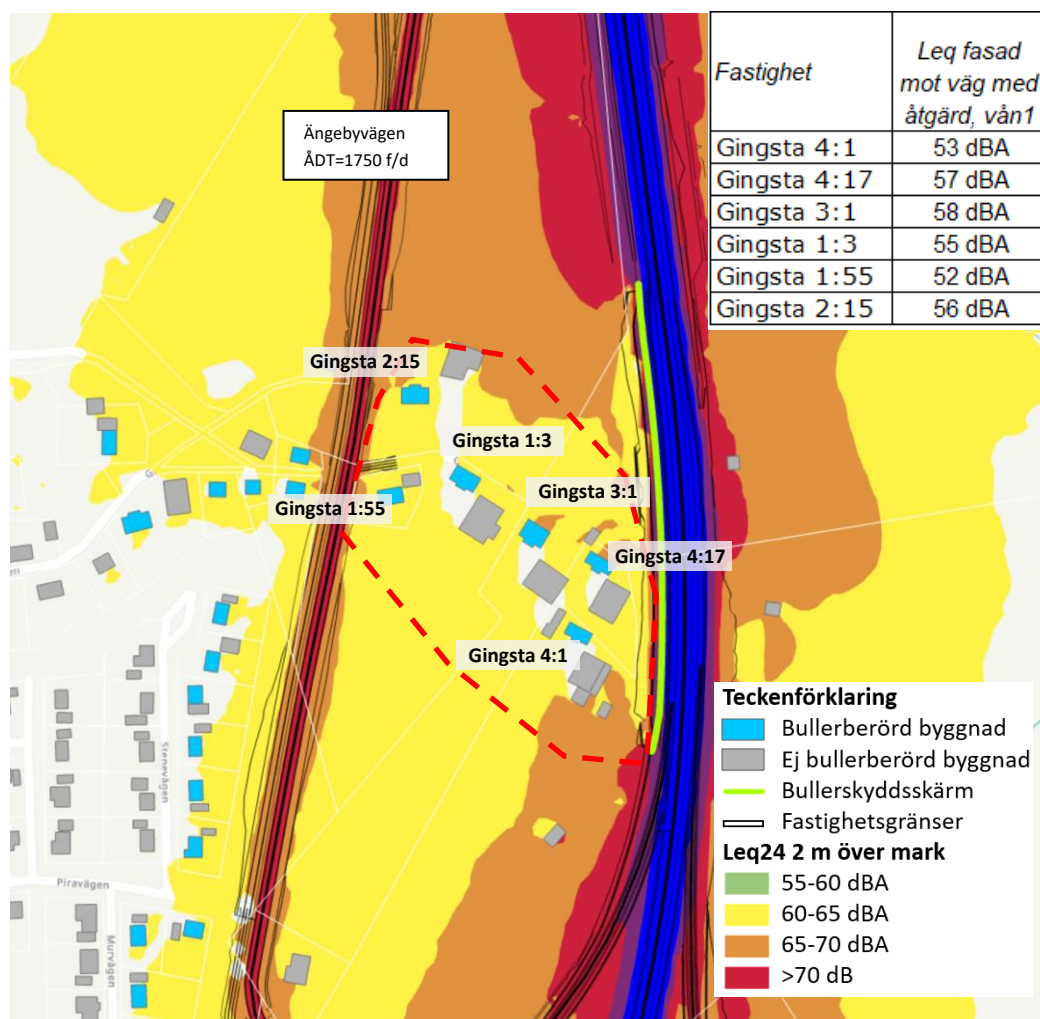 Fastighet
Leq fasad
mot väg med
åtgärd, vån1
Gingsta 4:1 53 dBA
Gingsta 4:17 57 dBA
Gingsta 3:1 58 dBA
Gingsta 1:3 55 dBA
Gingsta 1:55 52 dBA
Gingsta 2:15 56 dBA
Ängebyvägen
ÅDT=1750 f/d
Gingsta 2:15
Gingsta 1:3
Gingsta 3:1
Gingsta 1:55
Gingsta 4:17
Gingsta 4:1
Stenevägen
Piravägen
Murvägen
Teckenförklaring
Bullerberörd byggnad
Ej bullerberörd byggnad
Bullerskyddsskärm
Fastighetsgränser
Leq24 2 m över mark
55-60 dBA
60-65 dBA
65-70 dBA
>70 dB